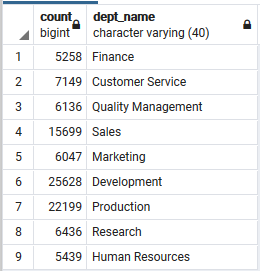 count dept_name
bigint character varying (40)
1 5258 Finance
2 7149 Customer Service
3 6136 Quality Management
4 15699 Sales
5 6047 Marketing
6 25628 Development
7 22199 Production
8 6436 Research
9 5439 Human Resources